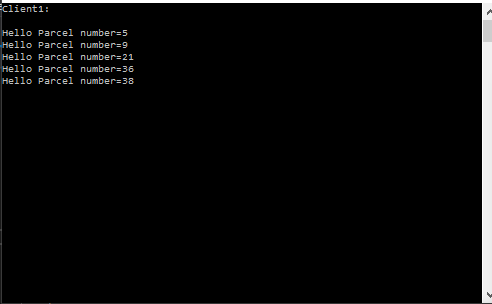 Client1:
Hello Parcel number=5
Hello Parcel number=9
Hello Parcel number=21
Hello Parcel number=36
Hello Parcel number=38